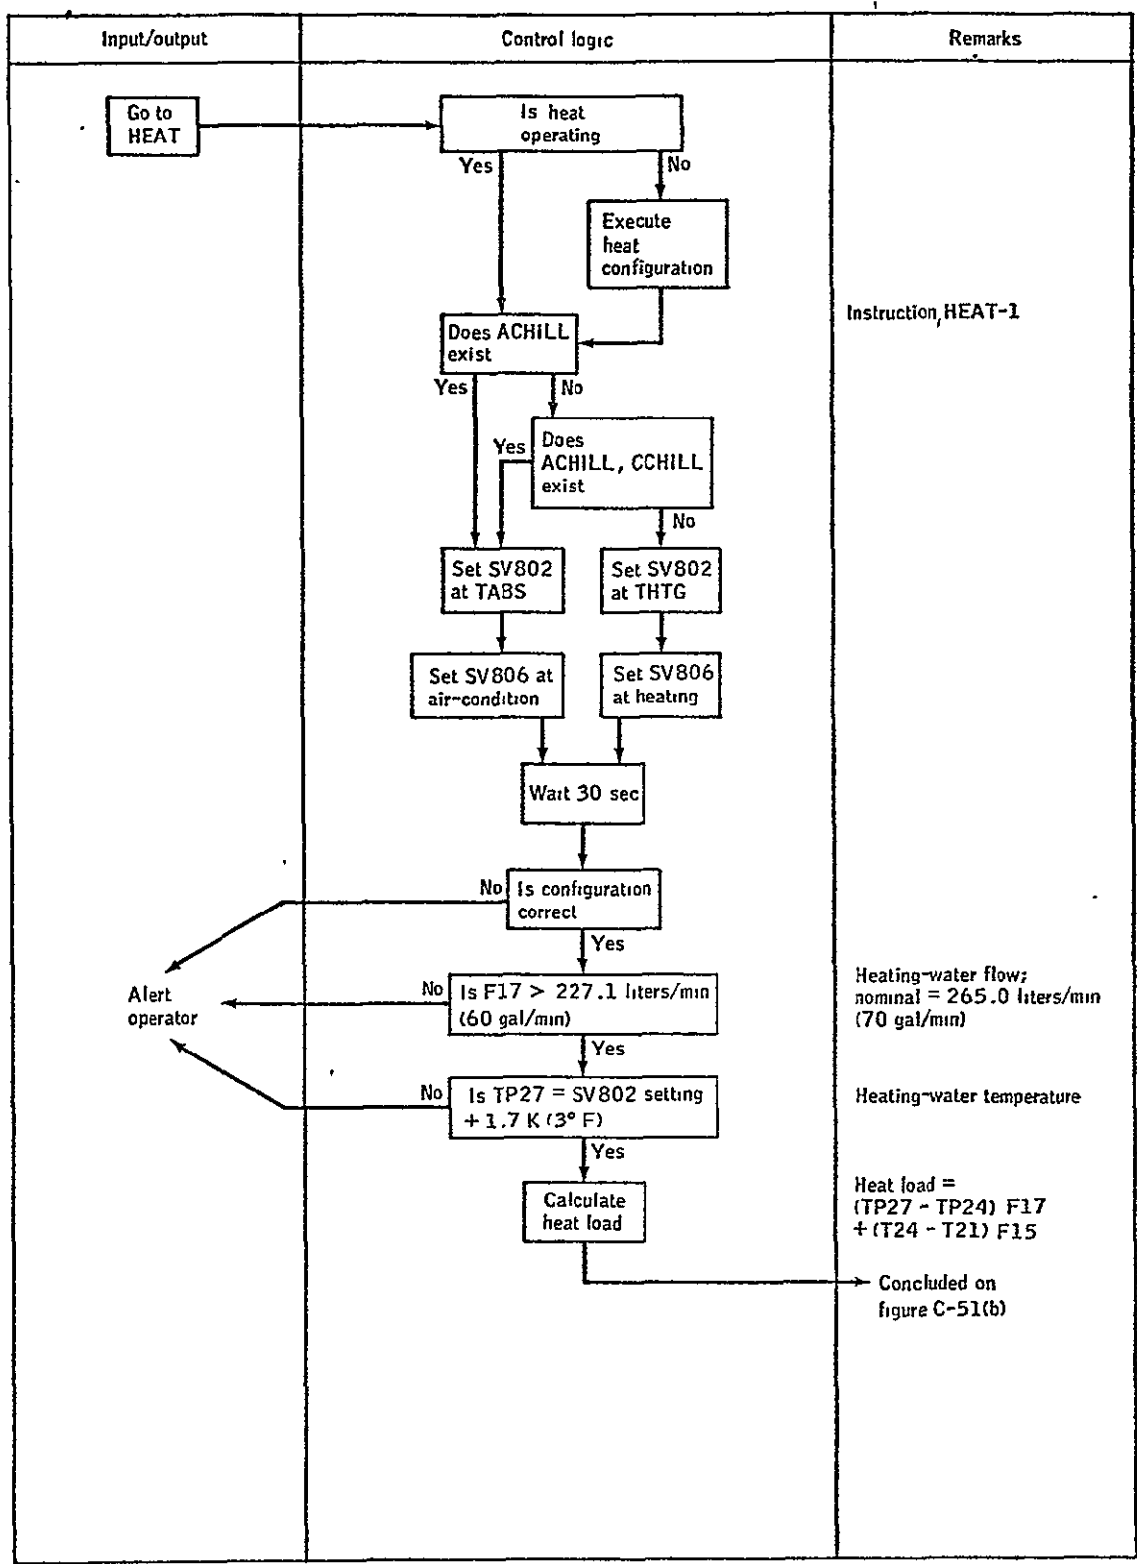 Input/output
Control logic
Remarks
Go to
HEAT
Is heat
operating
Yes
No
Execute
heat
configuration
Instruction, HEAT-1
Does ACHILL
exist
Yes
No
Yes
Does
ACHILL, CCHILL
exist
No
Set SV802
at TABS
Set SV802
at THTG
Set SV806 at
air-condition
Set SV806
at heating
Wait 30 sec
No
Is configuration
correct
Yes
Alert
operator
No
Is F17 > 227.1 liters/min
(60 gal/min)
Heating-water flow;
nominal = 265.0 liters/min
(70 gal/min)
Yes
No
Is TP27 = SV802 setting
+ 1.7 K (3° F)
Heating-water temperature
Yes
Calculate
heat load
Heat load =
(TP27 - TP24) F17
+ (T24 - T21) F15
Concluded on
figure C-51(b)